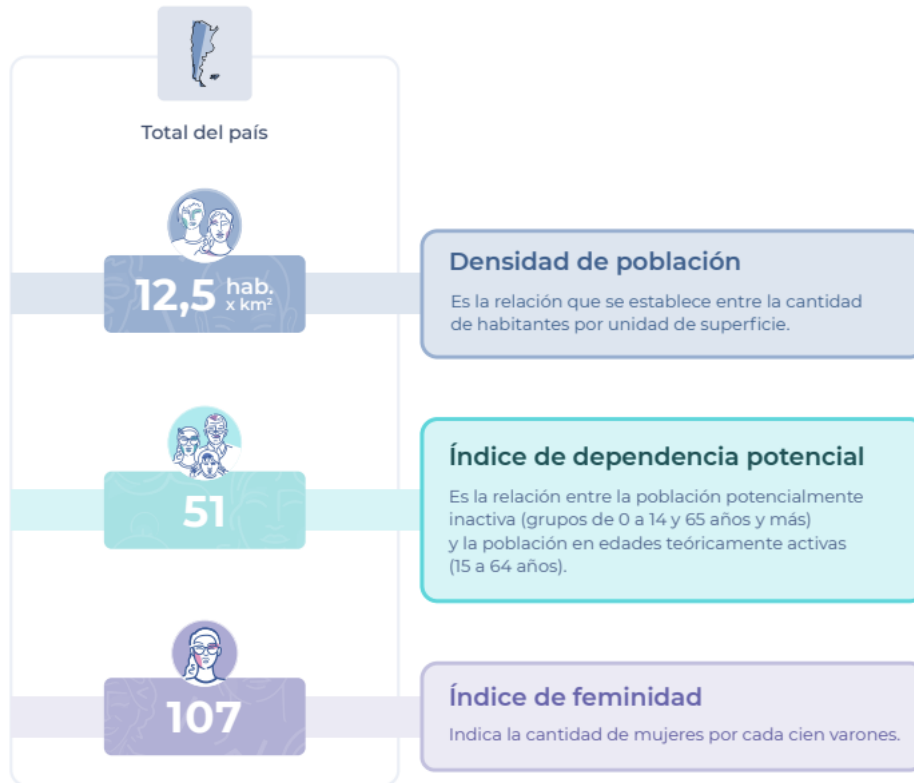 Total del país
12,5 hab. x km²
Densidad de población
Es la relación que se establece entre la cantidad
de habitantes por unidad de superficie.
51
Índice de dependencia potencial
Es la relación entre la población potencialmente
inactiva (grupos de 0 a 14 y 65 años y más)
y la población en edades teóricamente activas
(15 a 64 años).
107
Índice de feminidad
Indica la cantidad de mujeres por cada cien varones.